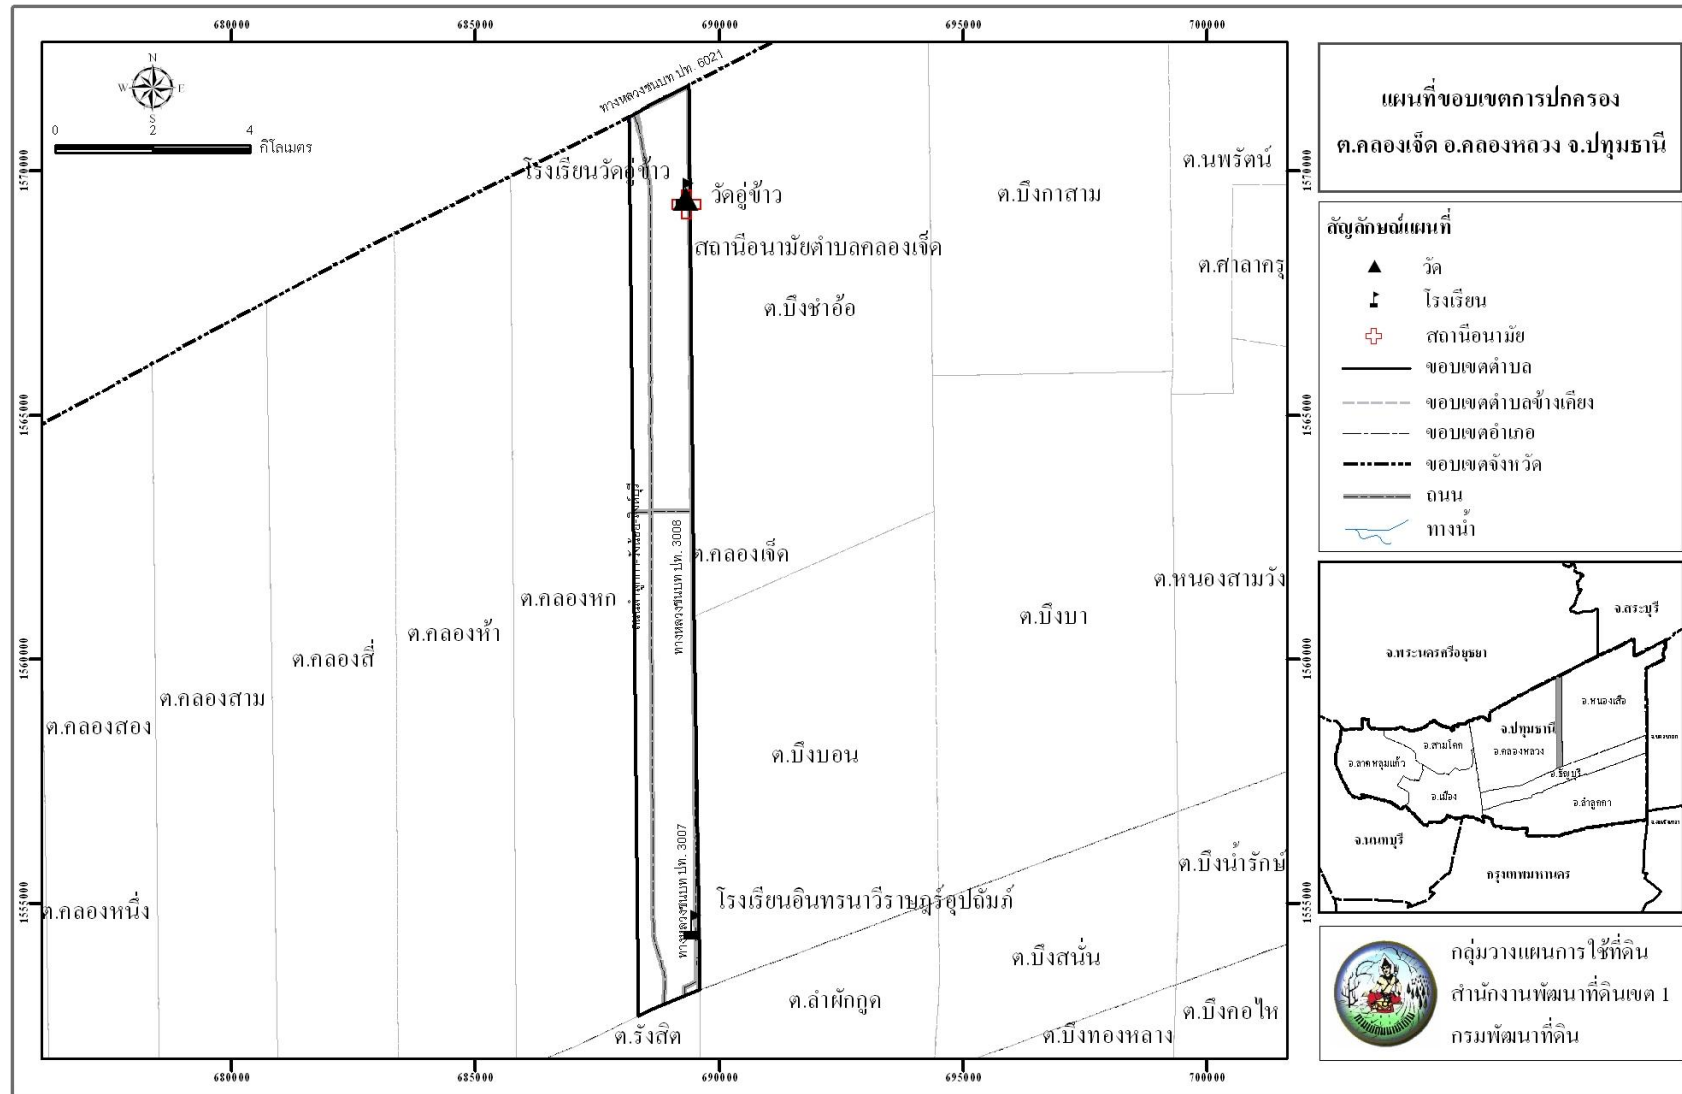 680000 685000 690000 695000 700000
N
W E
S
0 2 4
กิโลเมตร
ทางหลวงชนบท ปท. 6021
โรงเรียนวัดอู่ข้าว
วัดอู่ข้าว
สถานีอนามัยตำบลคลองเจ็ด
ต.บึงชำอ้อ
ต.บึงกาสาม
ต.นพรัตน์
ต.ศาลาครุ
1570000 1570000
1565000 1565000
1560000 1560000
1555000 1555000
ทางหลวงชนบท ปท. 3008
ต.คลองเจ็ด
ต.หนองสามวัง
ต.บึงบา
ต.คลองหก
ต.คลองห้า
ต.คลองสี่
ต.คลองสาม
ต.คลองสอง
ต.คลองหนึ่ง
ต.บึงบอน
ทางหลวงชนบท ปท. 3007
โรงเรียนอินทรนาวีราษฎร์อุปถัมภ์
ต.บึงน้ำรักษ์
ต.บึงสนั่น
ต.ลำผักกูด
ต.บึงคอไห
ต.บึงทองหลาง
ต.รังสิต
680000 685000 690000 695000 700000
แผนที่ขอบเขตการปกครอง
ต.คลองเจ็ด อ.คลองหลวง จ.ปทุมธานี
สัญลักษณ์แผนที่
วัด
โรงเรียน
สถานีอนามัย
ขอบเขตตำบล
ขอบเขตตำบลข้างเคียง
ขอบเขตอำเภอ
ขอบเขตจังหวัด
ถนน
ทางน้ำ
จ.สระบุรี
จ.พระนครศรีอยุธยา
อ.หนองเสือ
จ.ปทุมธานี
อ.สามโคก
อ.คลองหลวง
อ.ลาดหลุมแก้ว
อ.ธัญบุรี
อ.เมือง
อ.ลำลูกกา
จ.นนทบุรี
กรุงเทพมหานคร
กลุ่มวางแผนการใช้ที่ดิน
สำนักงานพัฒนาที่ดินเขต 1
กรมพัฒนาที่ดิน
กรมพัฒนาที่ดิน